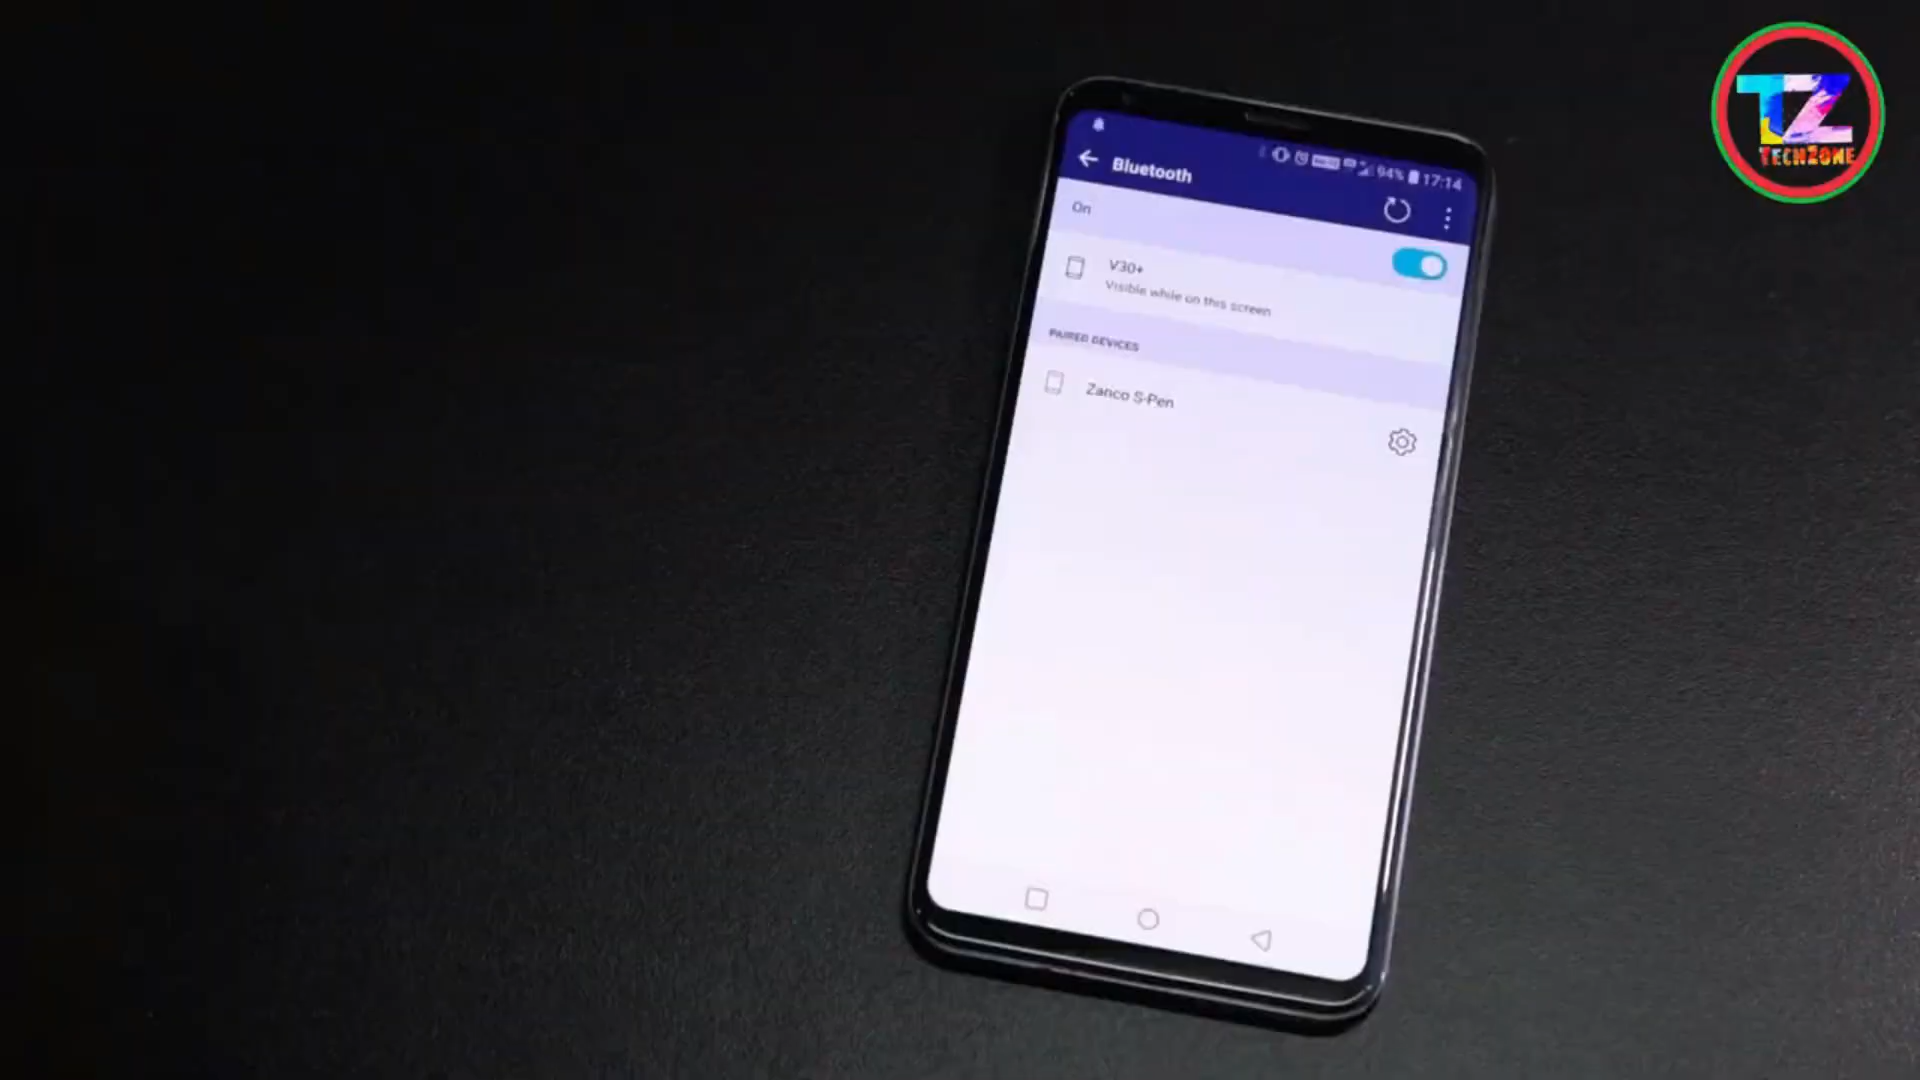 TZ
TECHZONE
94% 17:14
Bluetooth
On
V30+
Visible while on this screen
PAIRED DEVICES
Zanco S-Pen